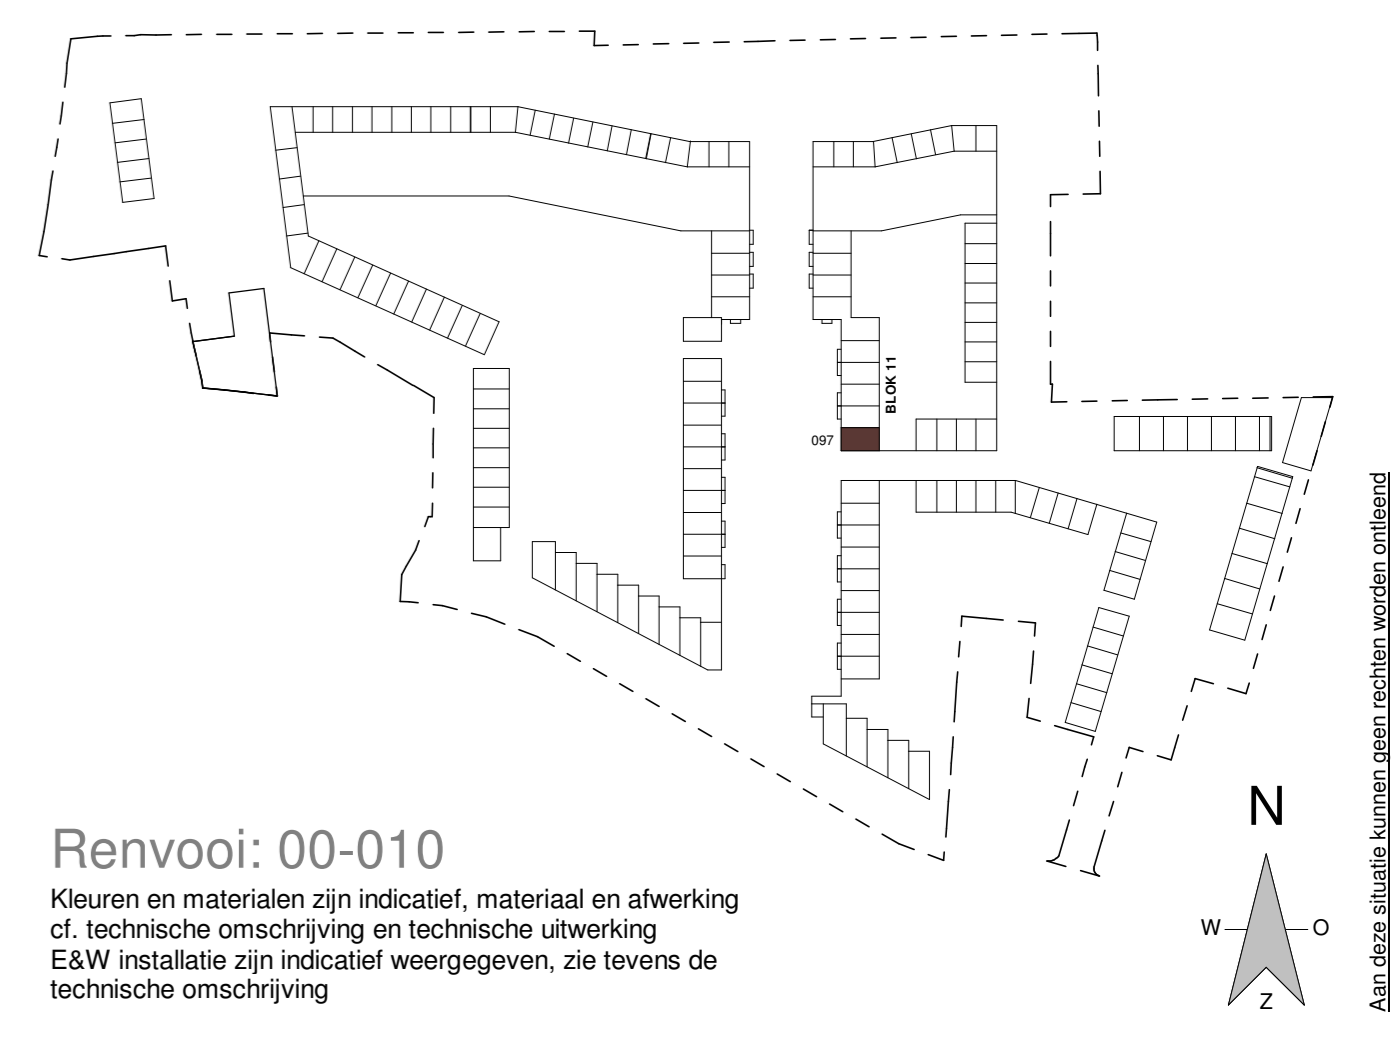 BLOK 11
097
Renvooi: 00-010
Kleuren en materialen zijn indicatief, materiaal en afwerking
cf. technische omschrijving en technische uitwerking
E&W installatie zijn indicatief weergegeven, zie tevens de
technische omschrijving
N
W
O
Z
Aan deze situatie kunnen geen rechten worden ontleend